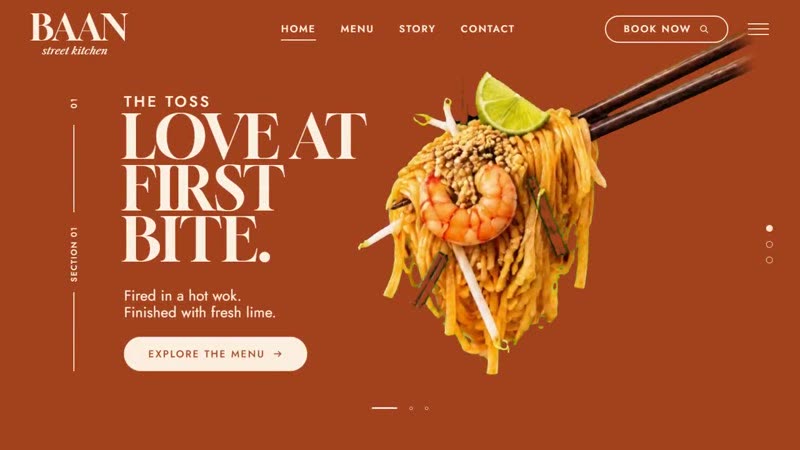 BAAN
street kitchen
HOME
MENU
STORY
CONTACT
BOOK NOW
01
SECTION 01
THE TOSS
LOVE AT
FIRST
BITE.
Fired in a hot wok.
Finished with fresh lime.
EXPLORE THE MENU →